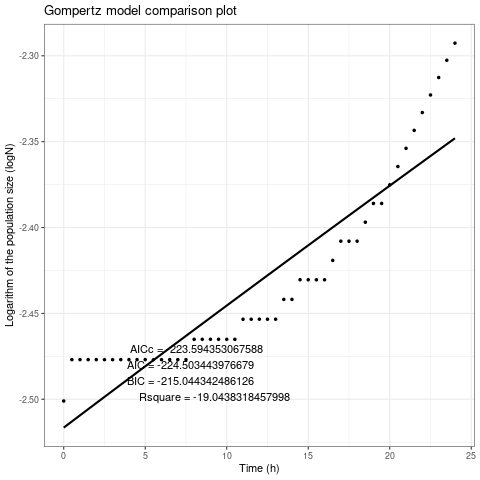 Gompertz model comparison plot
-2.30
-2.35
-2.40
-2.45
-2.50
Logarithm of the population size (logN)
AICc = -223.594353067588
AIC = -224.503443976679
BIC = -215.044342486126
Rsquare = -19.0438318457998
0 5 10 15 20 25
Time (h)